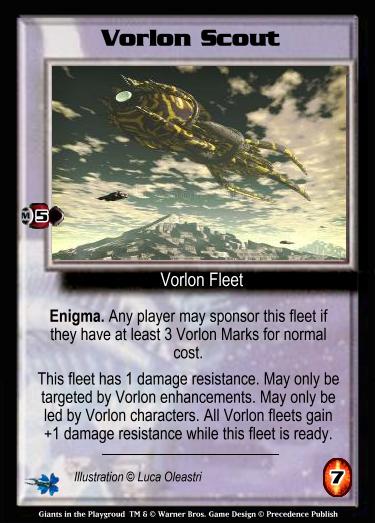 Vorlon Scout
M 5
Vorlon Fleet
Enigma. Any player may sponsor this fleet if
they have at least 3 Vorlon Marks for normal
cost.
This fleet has 1 damage resistance. May only be
targeted by Vorlon enhancements. May only be
led by Vorlon characters. All Vorlon fleets gain
+1 damage resistance while this fleet is ready.
Illustration © Luca Oleastri
7
Giants in the Playgroud TM & © Warner Bros. Game Design © Precedence Publish